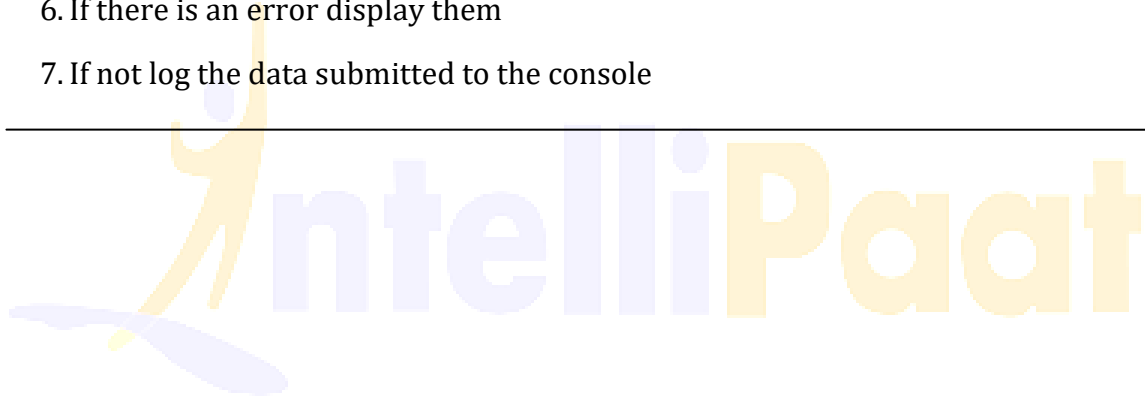 6. If there is an error display them
7. If not log the data submitted to the console
IntelliPaat